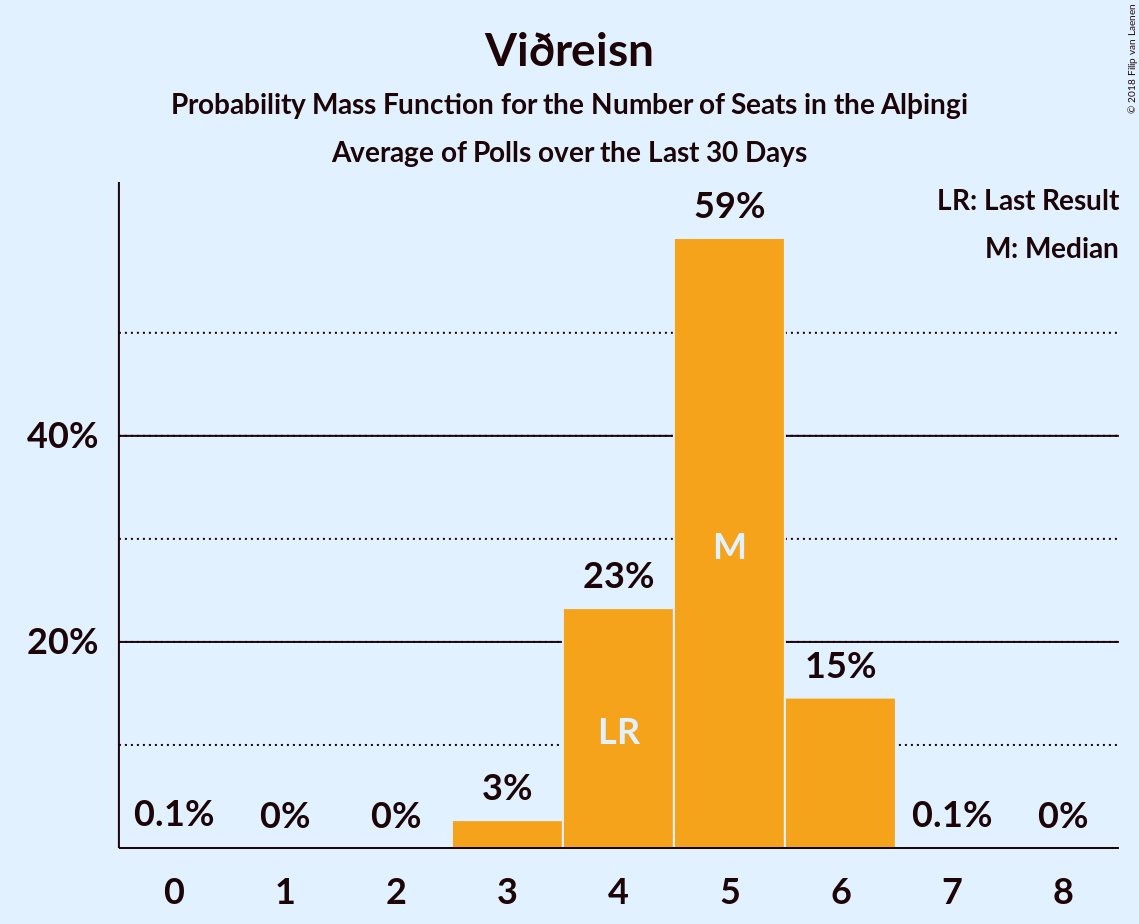 Viðreisn
Probability Mass Function for the Number of Seats in the Alþingi
Average of Polls over the Last 30 Days
© 2018 Filip van Laenen
LR: Last Result
M: Median
59%
40%
M
23%
20%
15%
LR
3%
0.1% 0% 0% 0.1% 0%
0 1 2 3 4 5 6 7 8